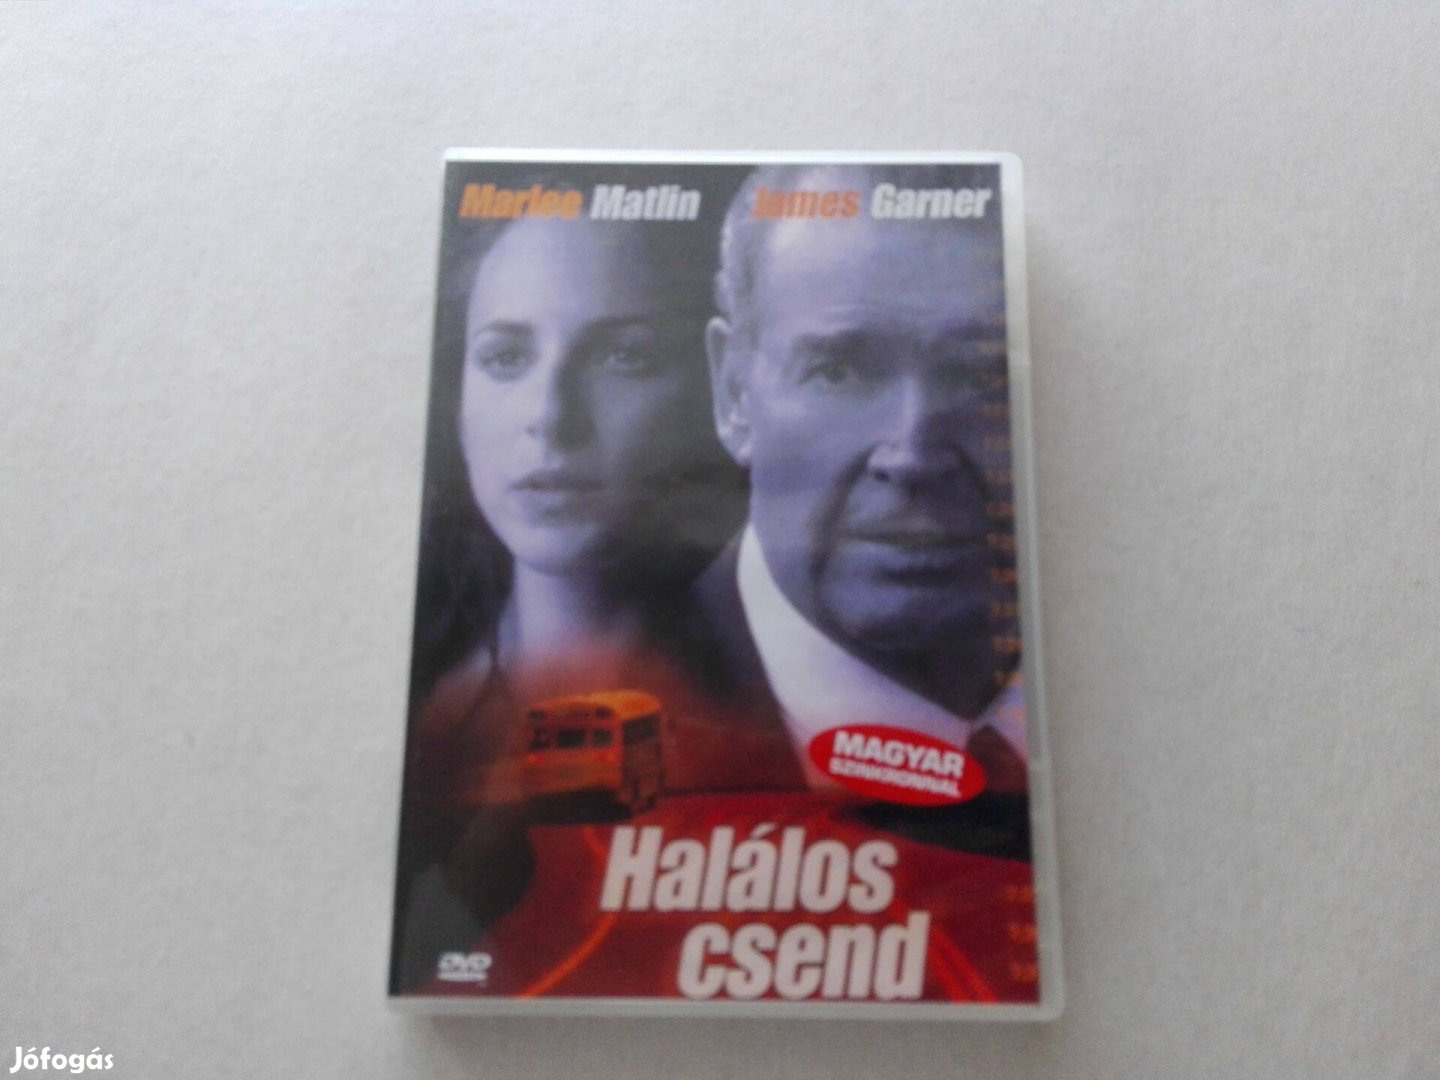 Marlee Matlin James Garner
MAGYAR
SZINKRONNAL
Halálos
csend
DVD
Jófogás